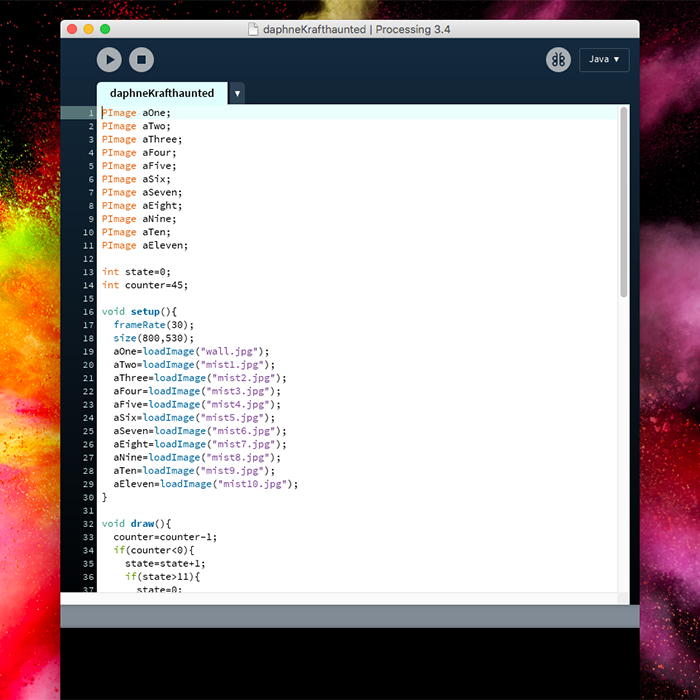 daphneKrafthaunted | Processing 3.4
Java ▼
daphneKrafthaunted ▼
1 PImage aOne;
2 PImage aTwo;
3 PImage aThree;
4 PImage aFour;
5 PImage aFive;
6 PImage aSix;
7 PImage aSeven;
8 PImage aEight;
9 PImage aNine;
10 PImage aTen;
11 PImage aEleven;
12
13 int state=0;
14 int counter=45;
15
16 void setup(){
17   frameRate(30);
18   size(800,530);
19   aOne=loadImage("wall.jpg");
20   aTwo=loadImage("mist1.jpg");
21   aThree=loadImage("mist2.jpg");
22   aFour=loadImage("mist3.jpg");
23   aFive=loadImage("mist4.jpg");
24   aSix=loadImage("mist5.jpg");
25   aSeven=loadImage("mist6.jpg");
26   aEight=loadImage("mist7.jpg");
27   aNine=loadImage("mist8.jpg");
28   aTen=loadImage("mist9.jpg");
29   aEleven=loadImage("mist10.jpg");
30 }
31
32 void draw(){
33   counter=counter-1;
34   if(counter<0){
35     state=state+1;
36     if(state>11){
37       state=0;